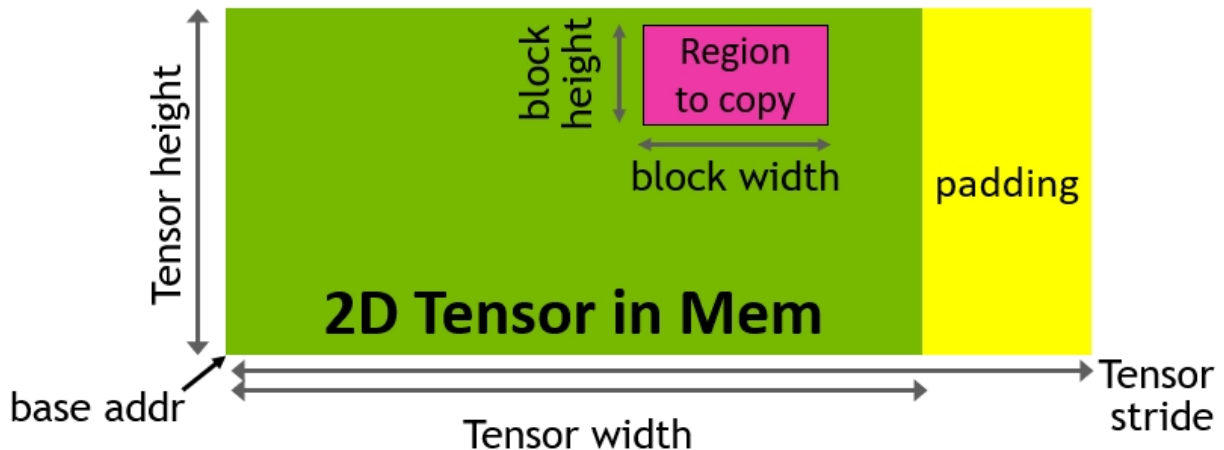 Tensor height
block
height
Region
to copy
block width
padding
2D Tensor in Mem
base addr
Tensor
stride
Tensor width